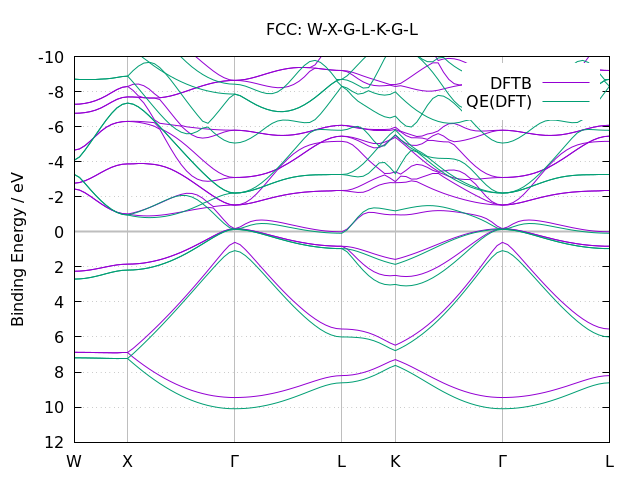 FCC: W-X-G-L-K-G-L
DFTB
QE(DFT)
Binding Energy / eV
-10
-8
-6
-4
-2
0
2
4
6
8
10
12
W X Γ L K Γ L